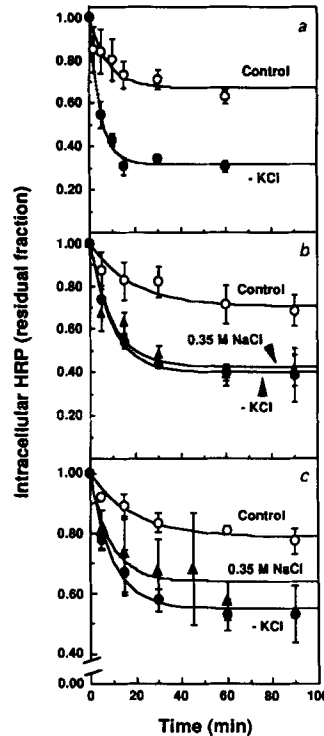 Intracellular HRP (residual fraction)
a
1.00
0.80
0.60
0.40
0.20
Control
- KCl
b
1.00
0.80
0.60
0.40
0.20
Control
0.35 M NaCl
- KCl
c
1.00
0.80
0.60
0.40
0.00
Control
0.35 M NaCl
- KCl
0 20 40 60 80 100
Time (min)